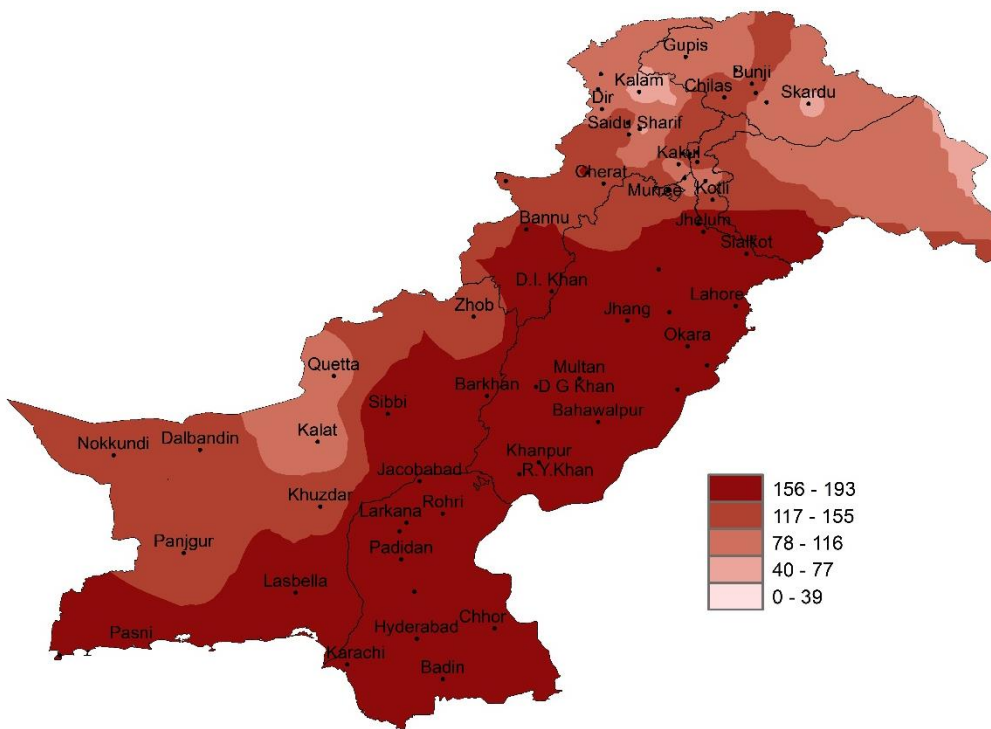 Gupis
Bunji
Kalam
Chilas
Skardu
Dir
Saidu Sharif
Kakul
Cherat
Murree
Kotli
Bannu
Jhelum
Sialkot
D.I. Khan
Zhob
Lahore
Jhang
Okara
Quetta
Multan
Barkhan
D G Khan
Sibbi
Bahawalpur
Kalat
Nokkundi
Dalbandin
Khanpur
Jacobabad
R.Y.Khan
Khuzdar
Rohri
Larkana
Panjgur
Padidan
Lasbella
Chhor
Pasni
Hyderabad
Karachi
Badin
156 - 193
117 - 155
78 - 116
40 - 77
0 - 39